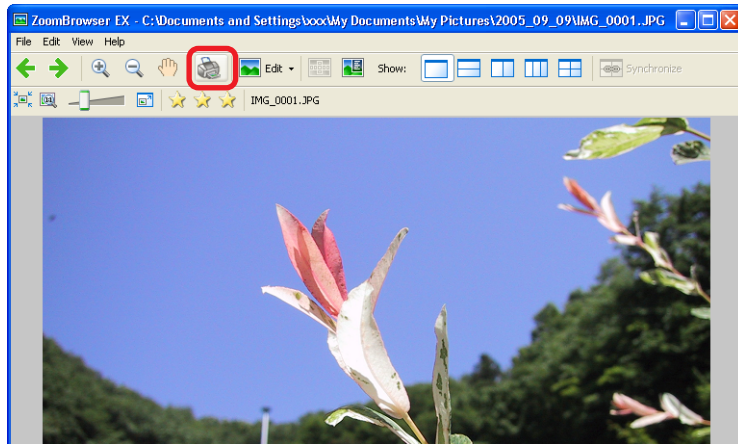 ZoomBrowser EX - C:\Documents and Settings\xxx\My Documents\My Pictures\2005_09_09\IMG_0001.JPG
File Edit View Help
Edit Show: Synchronize
IMG_0001.JPG